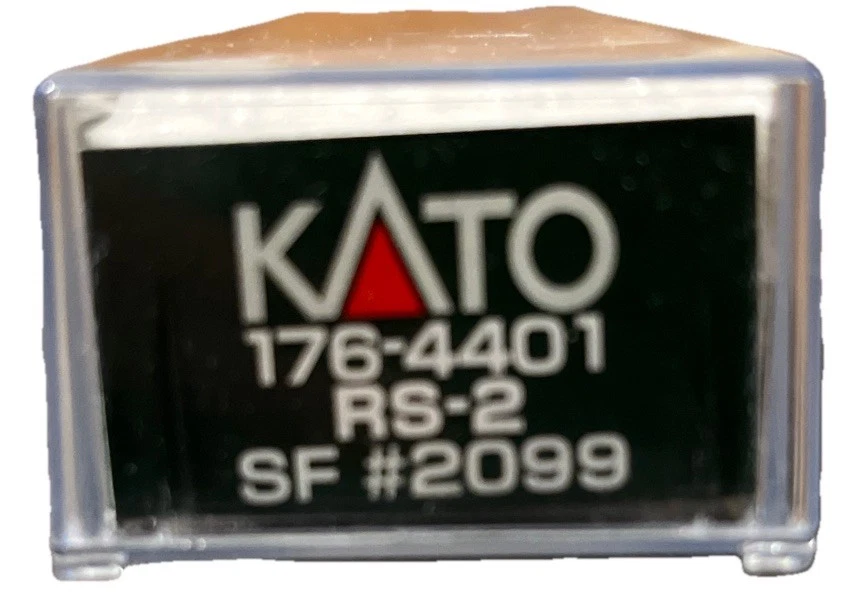 KATO
176-4401
RS-2
SF #2099